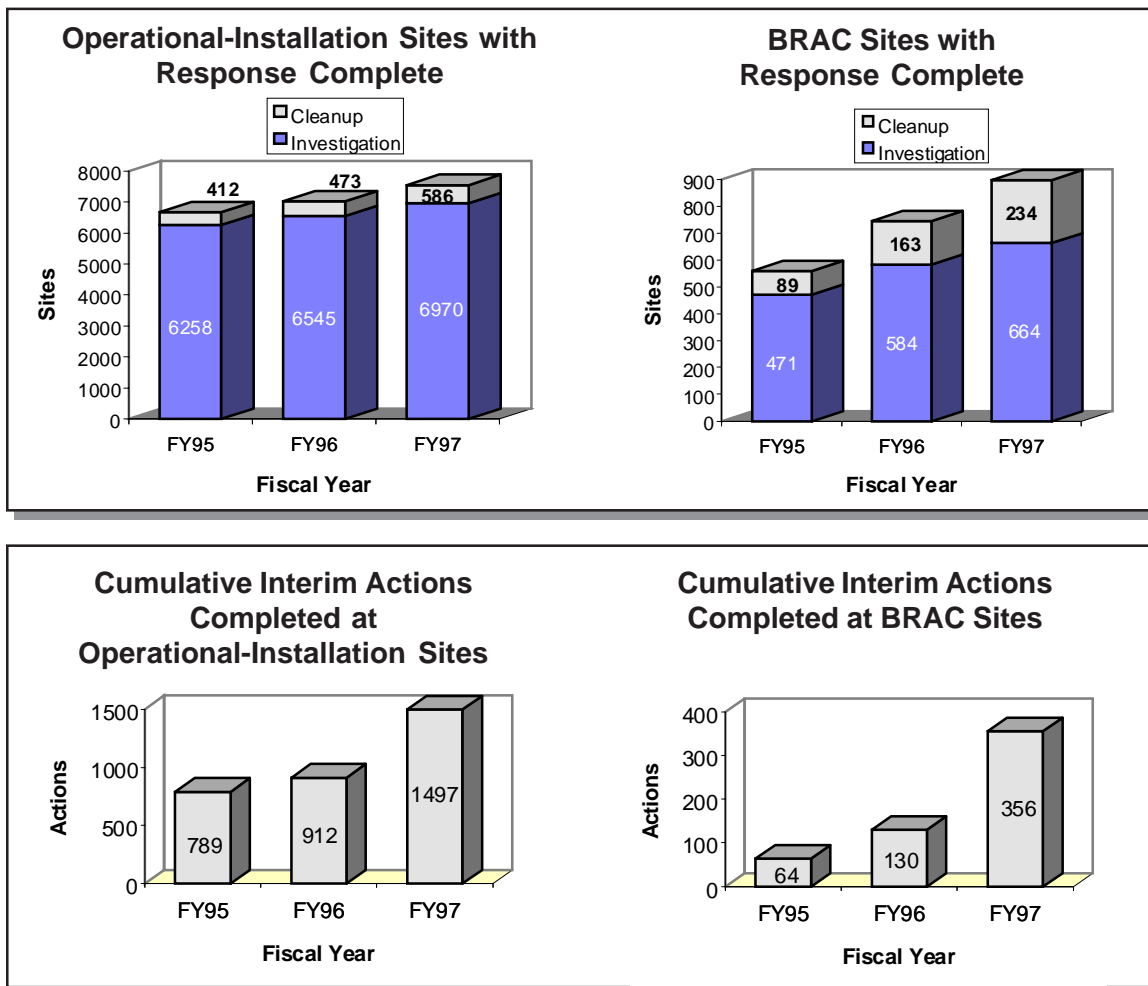 Operational-Installation Sites with
Response Complete
Cleanup
Investigation
8000
7000
6000
5000
4000
3000
2000
1000
0
Sites
412
473
586
6258
6545
6970
FY95
FY96
FY97
Fiscal Year
BRAC Sites with
Response Complete
Cleanup
Investigation
900
800
700
600
500
400
300
200
100
0
Sites
89
163
234
471
584
664
FY95
FY96
FY97
Fiscal Year
Cumulative Interim Actions
Completed at
Operational-Installation Sites
1500
1000
500
0
Actions
789
912
1497
FY95
FY96
FY97
Fiscal Year
Cumulative Interim Actions
Completed at BRAC Sites
400
300
200
100
0
Actions
64
130
356
FY95
FY96
FY97
Fiscal Year